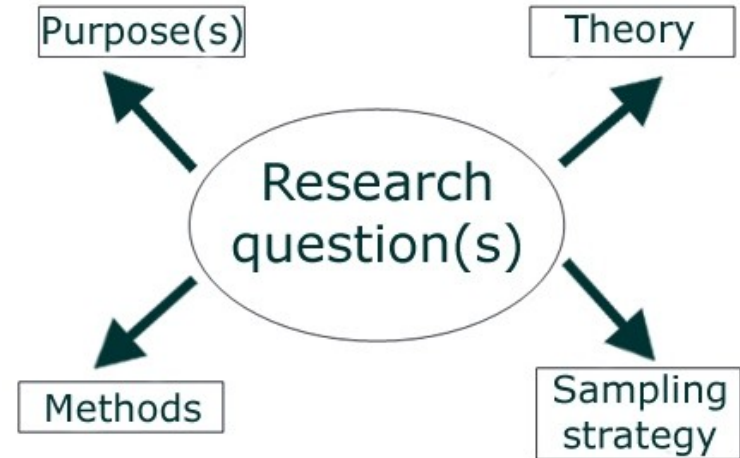 Purpose(s)
Theory
Research
question(s)
Methods
Sampling
strategy